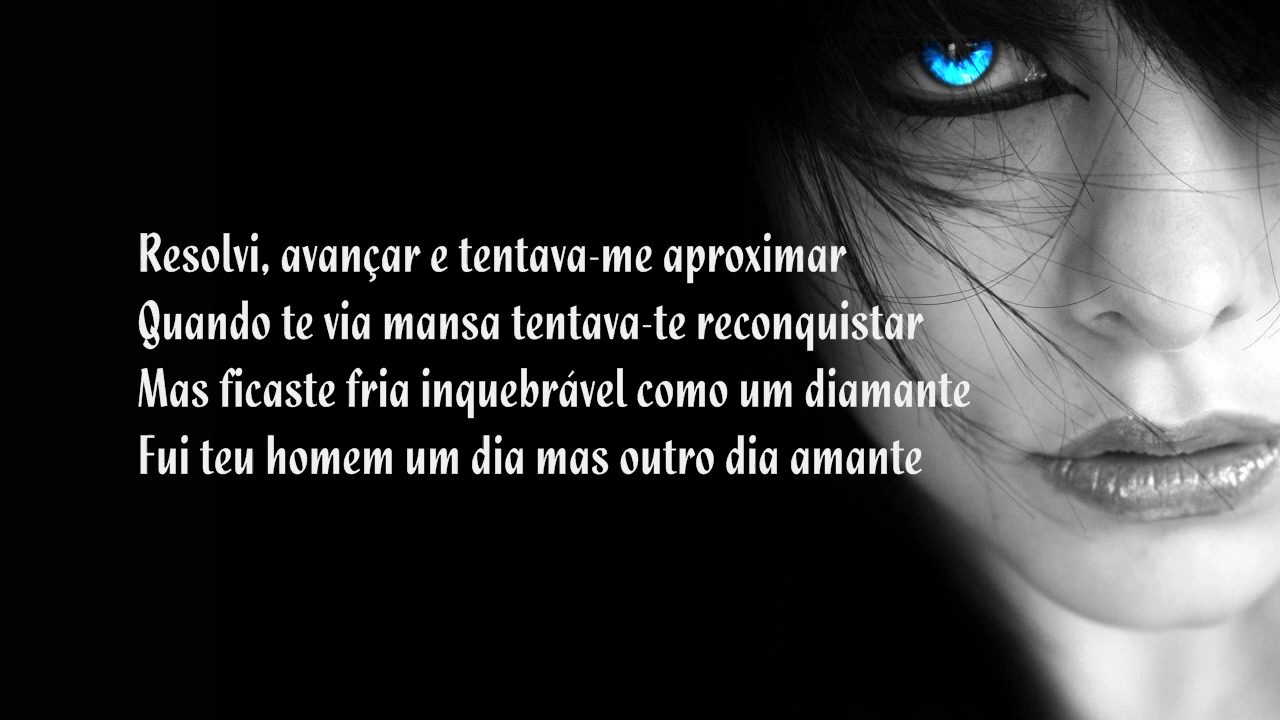 Resolvi, avançar e tentava-me aproximar
Quando te via mansa tentava-te reconquistar
Mas ficaste fria inquebrável como um diamante
Fui teu homem um dia mas outro dia amante